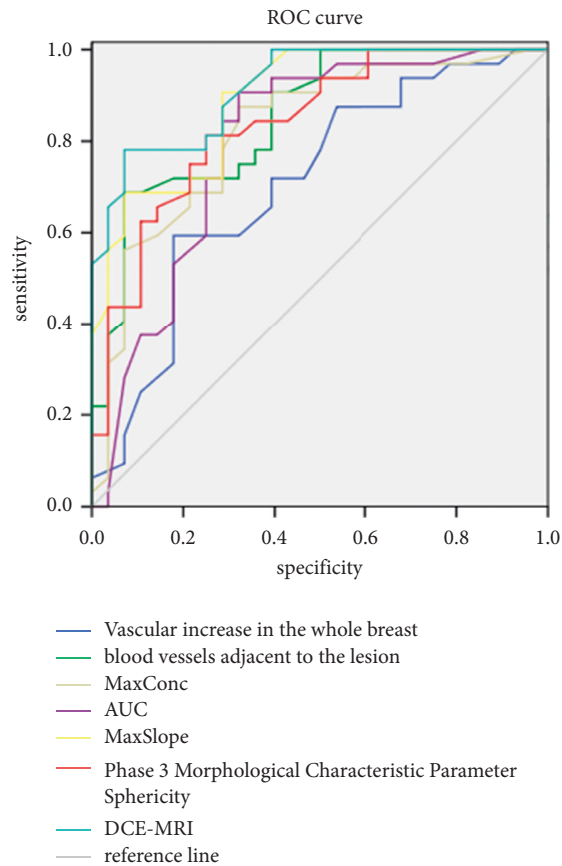 ROC curve
1.0
0.8
0.6
0.4
0.2
0.0
sensitivity
0.0 0.2 0.4 0.6 0.8 1.0
specificity
Vascular increase in the whole breast
blood vessels adjacent to the lesion
MaxConc
AUC
MaxSlope
Phase 3 Morphological Characteristic Parameter
Sphericity
DCE-MRI
reference line